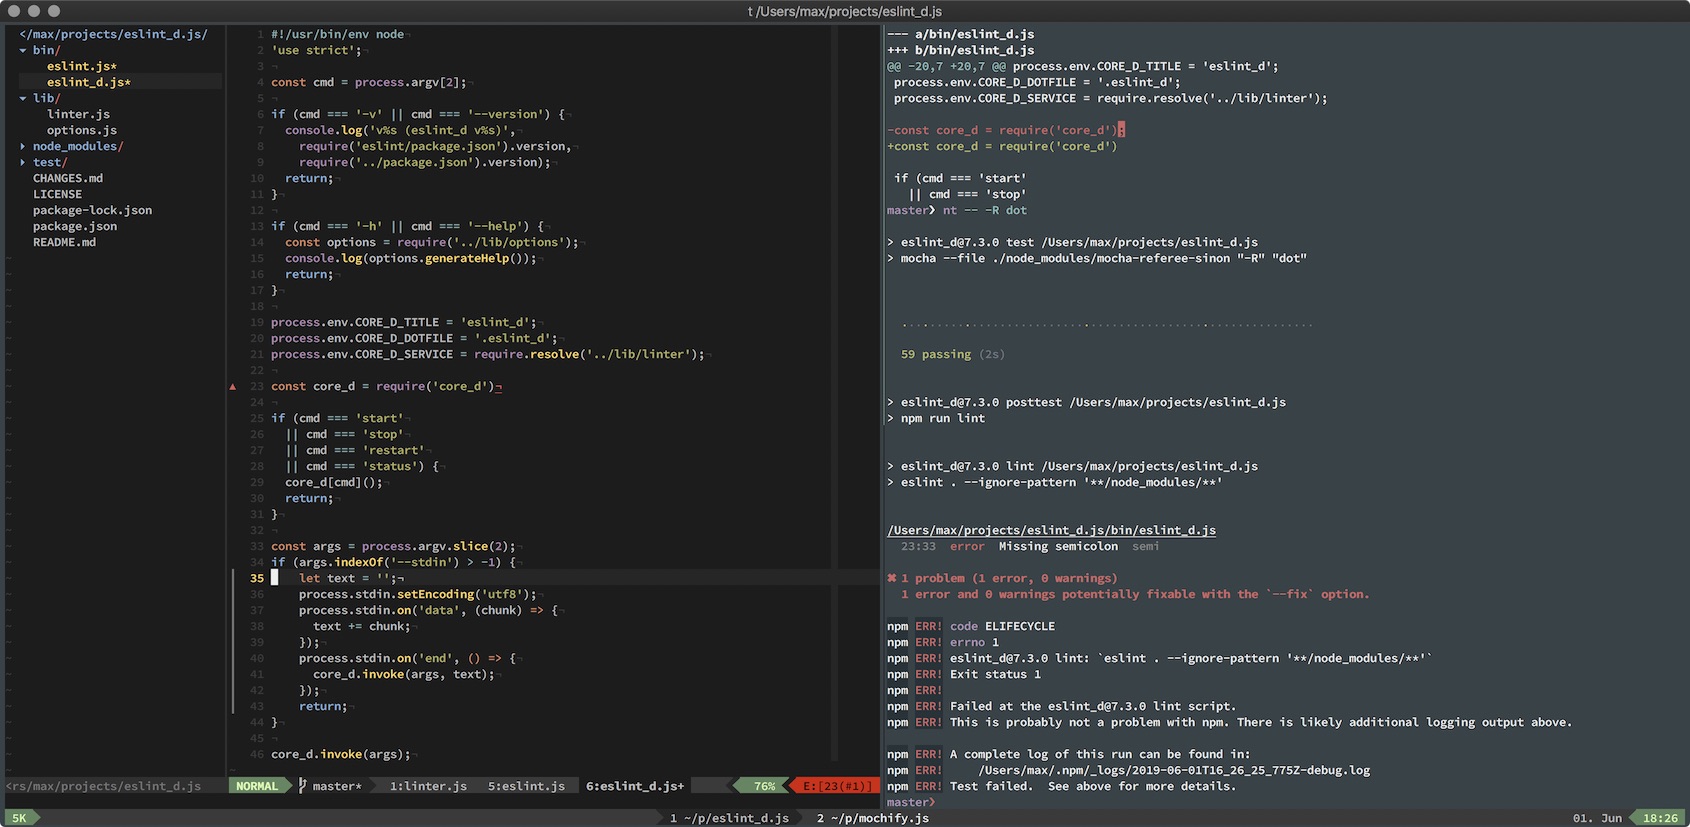 t /Users/max/projects/eslint_d.js
</max/projects/eslint_d.js/
▾ bin/
eslint.js*
eslint_d.js*
▾ lib/
linter.js
options.js
▸ node_modules/
▸ test/
CHANGES.md
LICENSE
package-lock.json
package.json
README.md
<rs/max/projects/eslint_d.js
1 #!/usr/bin/env node¬
2 'use strict';¬
3 ¬
4 const cmd = process.argv[2];¬
5 ¬
6 if (cmd === '-v' || cmd === '--version') {¬
7   console.log('v%s (eslint_d v%s)',¬
8     require('eslint/package.json').version,¬
9     require('../package.json').version);¬
10   return;¬
11 }¬
12 ¬
13 if (cmd === '-h' || cmd === '--help') {¬
14   const options = require('../lib/options');¬
15   console.log(options.generateHelp());¬
16   return;¬
17 }¬
18 ¬
19 process.env.CORE_D_TITLE = 'eslint_d';¬
20 process.env.CORE_D_DOTFILE = '.eslint_d';¬
21 process.env.CORE_D_SERVICE = require.resolve('../lib/linter');¬
22 ¬
▲ 23 const core_d = require('core_d')¬
24 ¬
25 if (cmd === 'start'¬
26   || cmd === 'stop'¬
27   || cmd === 'restart'¬
28   || cmd === 'status') {¬
29   core_d[cmd]();¬
30   return;¬
31 }¬
32 ¬
33 const args = process.argv.slice(2);¬
34 if (args.indexOf('--stdin') > -1) {¬
35     let text = '';¬
36     process.stdin.setEncoding('utf8');¬
37     process.stdin.on('data', (chunk) => {¬
38       text += chunk;¬
39     });¬
40     process.stdin.on('end', () => {¬
41       core_d.invoke(args, text);¬
42     });¬
43     return;¬
44 }¬
45 ¬
46 core_d.invoke(args);¬
NORMAL master* 1:linter.js 5:eslint.js 6:eslint_d.js+ 76% E:[23(#1)]
--- a/bin/eslint_d.js
+++ b/bin/eslint_d.js
@@ -20,7 +20,7 @@ process.env.CORE_D_TITLE = 'eslint_d';
 process.env.CORE_D_DOTFILE = '.eslint_d';
 process.env.CORE_D_SERVICE = require.resolve('../lib/linter');
-const core_d = require('core_d');
+const core_d = require('core_d')
 if (cmd === 'start'
   || cmd === 'stop'
master❯ nt -- -R dot
> eslint_d@7.3.0 test /Users/max/projects/eslint_d.js
> mocha --file ./node_modules/mocha-referee-sinon "-R" "dot"
59 passing (2s)
> eslint_d@7.3.0 posttest /Users/max/projects/eslint_d.js
> npm run lint
> eslint_d@7.3.0 lint /Users/max/projects/eslint_d.js
> eslint . --ignore-pattern '**/node_modules/**'
/Users/max/projects/eslint_d.js/bin/eslint_d.js
23:33 error Missing semicolon semi
✖ 1 problem (1 error, 0 warnings)
1 error and 0 warnings potentially fixable with the `--fix` option.
npm ERR! code ELIFECYCLE
npm ERR! errno 1
npm ERR! eslint_d@7.3.0 lint: `eslint . --ignore-pattern '**/node_modules/**'`
npm ERR! Exit status 1
npm ERR!
npm ERR! Failed at the eslint_d@7.3.0 lint script.
npm ERR! This is probably not a problem with npm. There is likely additional logging output above.
npm ERR! A complete log of this run can be found in:
npm ERR!     /Users/max/.npm/_logs/2019-06-01T16_26_25_775Z-debug.log
npm ERR! Test failed.  See above for more details.
master❯
5K 1 ~/p/eslint_d.js 2 ~/p/mochify.js 01. Jun 18:26